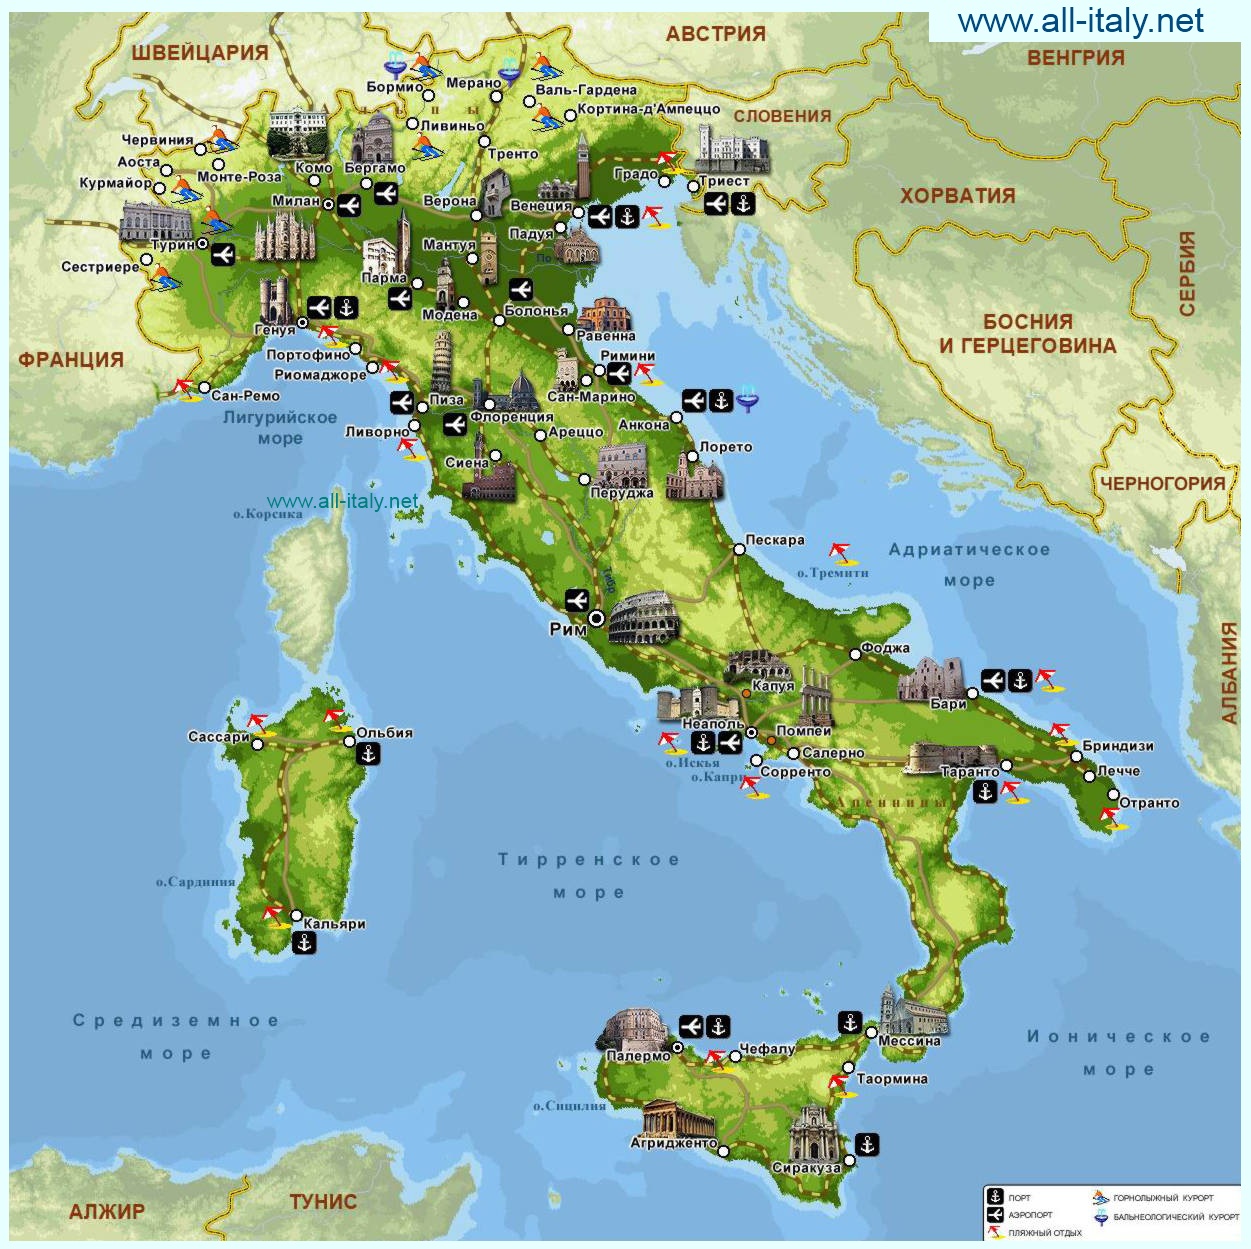 www.all-italy.net
АВСТРИЯ
ШВЕЙЦАРИЯ
ВЕНГРИЯ
Мерано
Бормио
Валь-Гардена
А л ь п ы
Кортина-д'Ампеццо
СЛОВЕНИЯ
Ливиньо
Червиния
Тренто
Аоста
Комо
Бергамо
Монте-Роза
Градо
Триест
Курмайор
ХОРВАТИЯ
Милан
Верона
Венеция
Падуя
Турин
Мантуя
По
Сестриере
СЕРБИЯ
Парма
Модена
Болонья
БОСНИЯ
И ГЕРЦЕГОВИНА
Генуя
Равенна
Портофино
Римини
ФРАНЦИЯ
Риомаджоре
Сан-Ремо
Сан-Марино
Пиза
Лигурийское
море
Флоренция
Анкона
Ливорно
Ареццо
Лорето
Сиена
ЧЕРНОГОРИЯ
Перуджа
www.all-italy.net
о.Корсика
Пескара
Адриатическое
море
о.Тремити
Тибр
Рим
Фоджа
АЛБАНИЯ
Капуя
Бари
Неаполь
Помпеи
Сассари
Ольбия
Салерно
Бриндизи
о.Искья
Сорренто
о.Капри
Таранто
Лечче
Отранто
Апеннины
Тирренское
море
о.Сардиния
Кальяри
Средиземное
море
Ионическое
море
Мессина
Палермо
Чефалу
Таормина
о.Сицилия
Агридженто
Сиракуза
АЛЖИР
ТУНИС
ПОРТ
АЭРОПОРТ
ПЛЯЖНЫЙ ОТДЫХ
ГОРНОЛЫЖНЫЙ КУРОРТ
БАЛЬНЕОЛОГИЧЕСКИЙ КУРОРТ